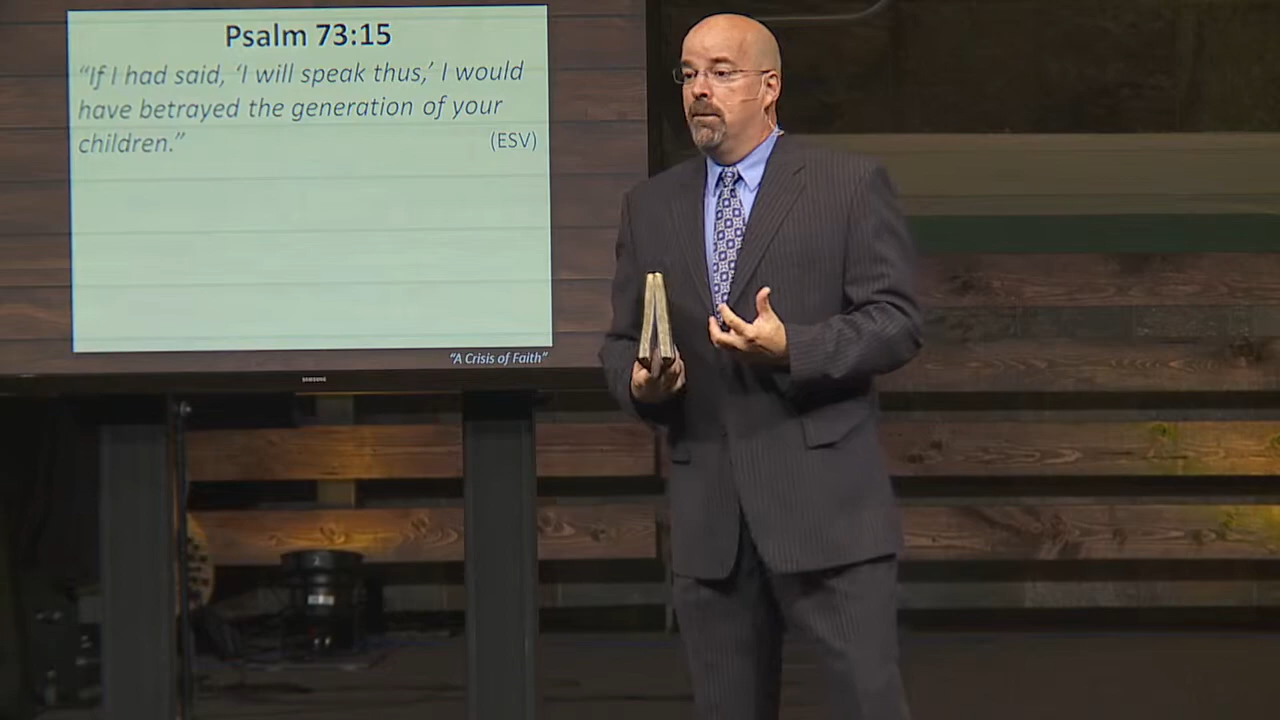 Psalm 73:15
“If I had said, ‘I will speak thus,’ I would
have betrayed the generation of your
children.” (ESV)
“A Crisis of Faith”
SAMSUNG